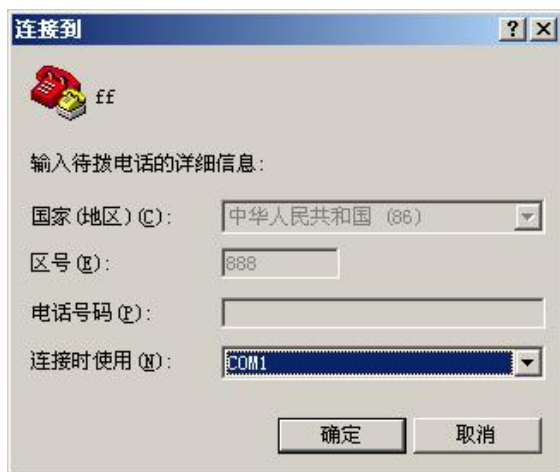 连接到
ff
输入待拨电话的详细信息:
国家(地区)(C): 中华人民共和国 (86)
区号(E): 888
电话号码(P):
连接时使用(N): COM1
确定 取消